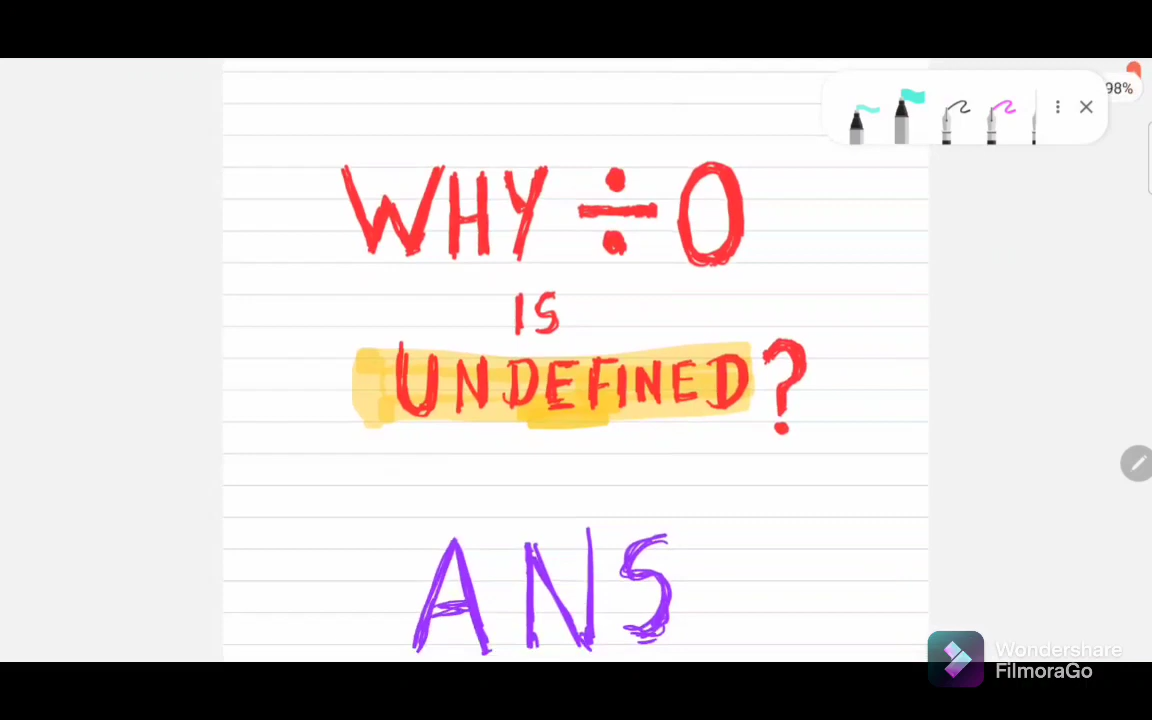 98%
WHY ÷ 0
IS
UNDEFINED?
ANS
Wondershare
FilmoraGo